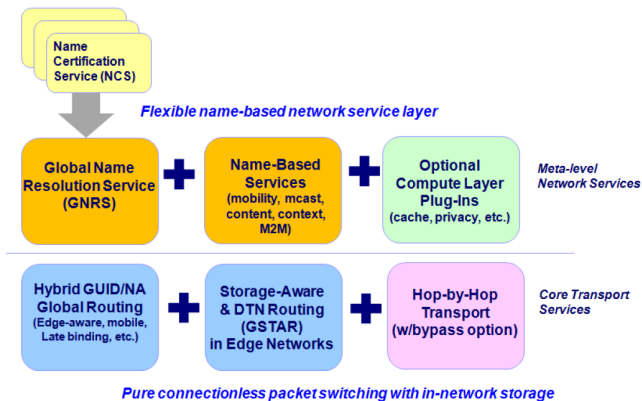 Name
Certification
Service (NCS)
Flexible name-based network service layer
Global Name
Resolution Service
(GNRS)
Name-Based
Services
(mobility, mcast,
content, context,
M2M)
Optional
Compute Layer
Plug-Ins
(cache, privacy, etc.)
Meta-level
Network Services
Hybrid GUID/NA
Global Routing
(Edge-aware, mobile,
Late binding, etc.)
Storage-Aware
& DTN Routing
(GSTAR)
in Edge Networks
Hop-by-Hop
Transport
(w/bypass option)
Core Transport
Services
Pure connectionless packet switching with in-network storage